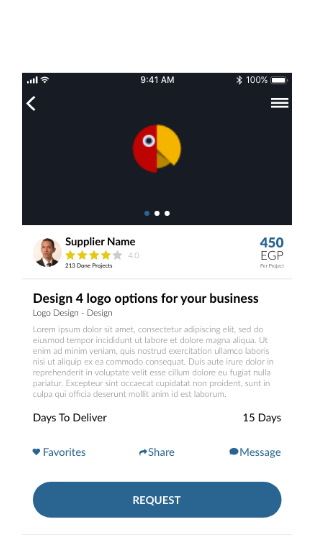 9:41 AM
100%
Supplier Name
450
4.0
EGP
213 Done Projects
Per Project
Design 4 logo options for your business
Logo Design - Design
Lorem ipsum dolor sit amet, consectetur adipiscing elit, sed do
eiusmod tempor incididunt ut labore et dolore magna aliqua. Ut
enim ad minim veniam, quis nostrud exercitation ullamco laboris
nisi ut aliquip ex ea commodo consequat. Duis aute irure dolor in
reprehenderit in voluptate velit esse cillum dolore eu fugiat nulla
pariatur. Excepteur sint occaecat cupidatat non proident, sunt in
culpa qui officia deserunt mollit anim id est laborum.
Days To Deliver
15 Days
Favorites
Share
Message
REQUEST